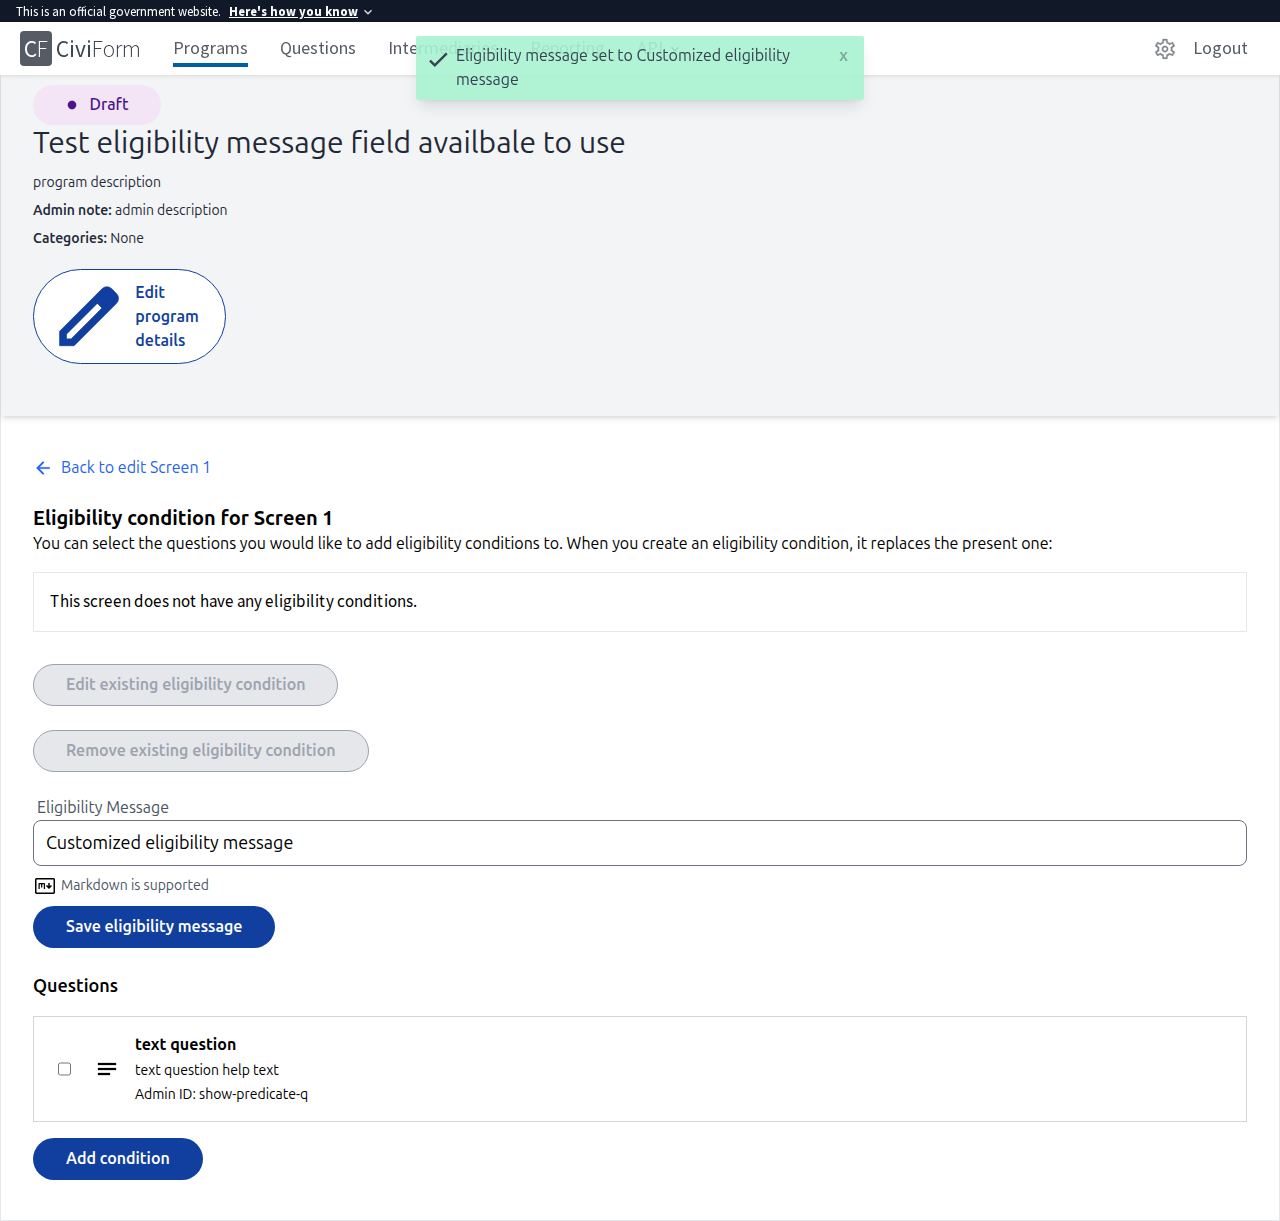 This is an official government website. Here's how you know
CF CiviForm Programs Questions Intermediaries Reporting API Logout
Eligibility message set to Customized eligibility message x
Draft
Test eligibility message field availbale to use
program description
Admin note: admin description
Categories: None
Edit
program
details
Back to edit Screen 1
Eligibility condition for Screen 1
You can select the questions you would like to add eligibility conditions to. When you create an eligibility condition, it replaces the present one:
This screen does not have any eligibility conditions.
Edit existing eligibility condition
Remove existing eligibility condition
Eligibility Message
Customized eligibility message
Markdown is supported
Save eligibility message
Questions
text question
text question help text
Admin ID: show-predicate-q
Add condition